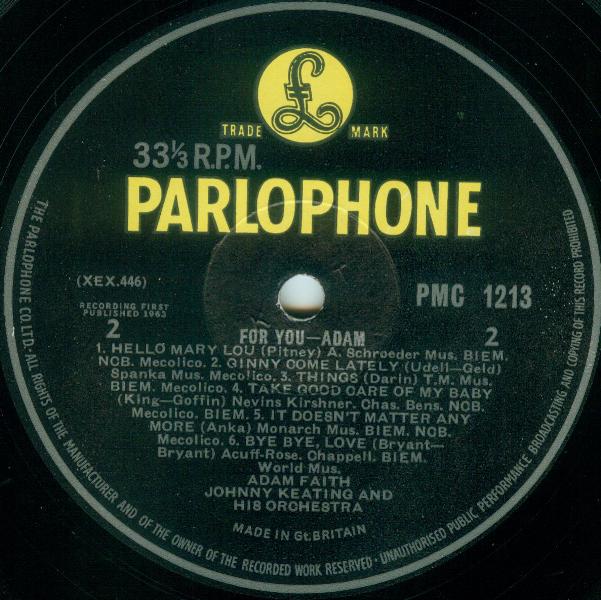 £
TRADE MARK
33⅓ R.P.M.
PARLOPHONE
(XEX.446)
PMC 1213
RECORDING FIRST
PUBLISHED 1963
2 2
FOR YOU—ADAM
1. HELLO MARY LOU (Pitney) A. Schroeder Mus. BIEM.
NCB. Mecolico. 2. GINNY COME LATELY (Udell—Geld)
Spanka Mus. Mecolico. 3. THINGS (Darin) T.M. Mus.
BIEM. Mecolico. 4. TAKE GOOD CARE OF MY BABY
(King—Goffin) Nevins Kirshner. Chas. Bens. NCB.
Mecolico. BIEM. 5. IT DOESN'T MATTER ANY
MORE (Anka) Monarch Mus. BIEM. NCB.
Mecolico. 6. BYE BYE, LOVE (Bryant—
Bryant) Acuff-Rose. Chappell. BIEM.
World Mus.
ADAM FAITH
JOHNNY KEATING AND
HIS ORCHESTRA
MADE IN Gt. BRITAIN
THE PARLOPHONE CO LTD · ALL RIGHTS OF THE MANUFACTURER AND OF THE OWNER OF THE RECORDED WORK RESERVED · UNAUTHORISED PUBLIC PERFORMANCE BROADCASTING AND COPYING OF THIS RECORD PROHIBITED